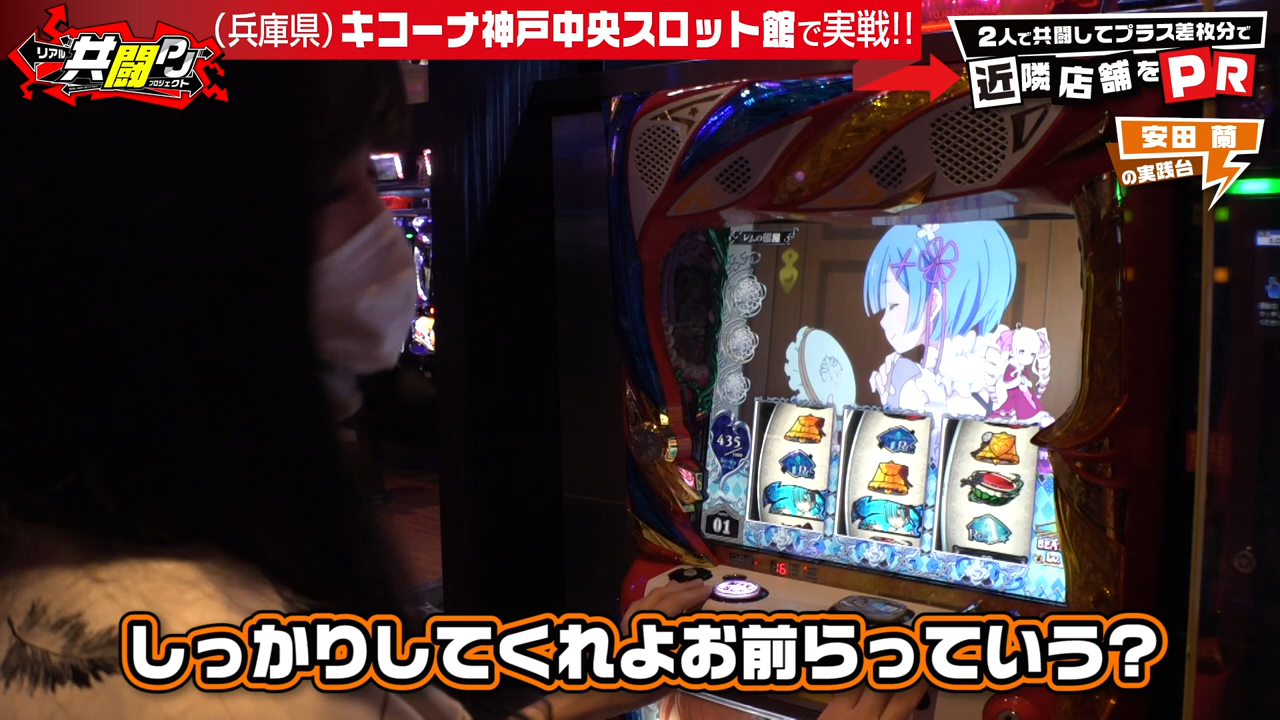 リアル
共闘PJ
プロジェクト
(兵庫県)キコーナ神戸中央スロット館で実戦!!
2人で共闘してプラス差枚分で
近隣店舗をPR
安田 蘭
の実践台
レムの部屋
435
01
16
しっかりしてくれよお前らっていう?